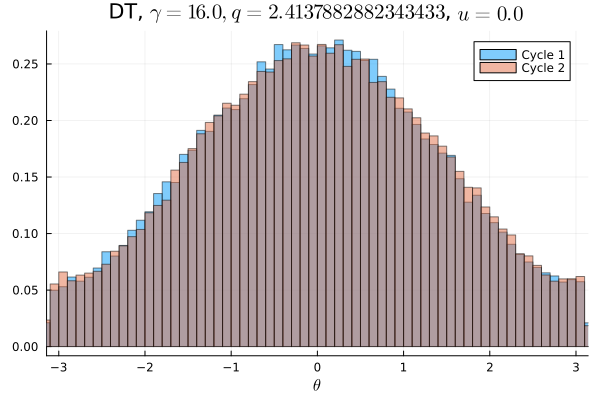 DT, γ = 16.0, q = 2.4137882882343433, u = 0.0
Cycle 1
Cycle 2
0.25
0.20
0.15
0.10
0.05
0.00
−3 −2 −1 0 1 2 3
θ